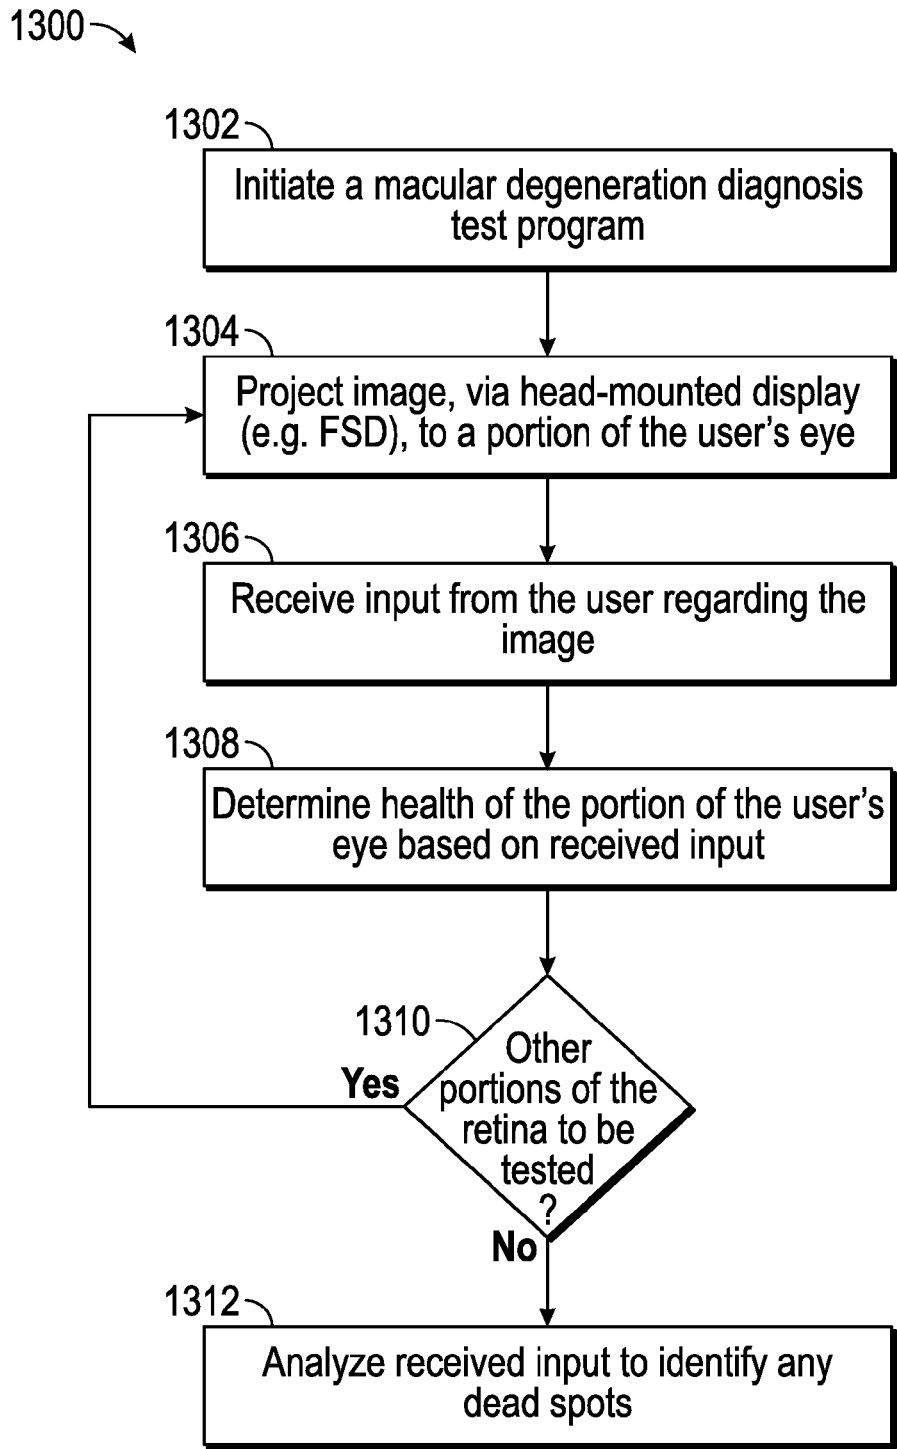 1300
1302
Initiate a macular degeneration diagnosis
test program
1304
Project image, via head-mounted display
(e.g. FSD), to a portion of the user's eye
1306
Receive input from the user regarding the
image
1308
Determine health of the portion of the user's
eye based on received input
1310
Other
portions of the
retina to be
tested
?
Yes
No
1312
Analyze received input to identify any
dead spots